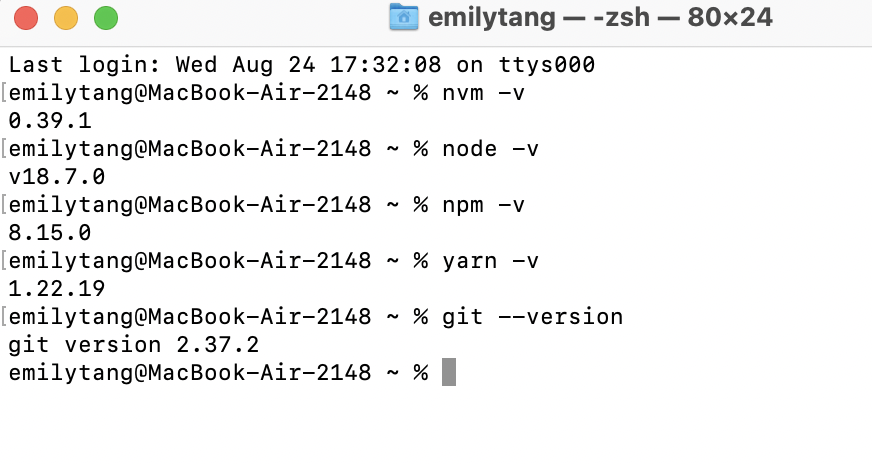 emilytang — -zsh — 80×24
Last login: Wed Aug 24 17:32:08 on ttys000
[emilytang@MacBook-Air-2148 ~ % nvm -v
0.39.1
[emilytang@MacBook-Air-2148 ~ % node -v
v18.7.0
[emilytang@MacBook-Air-2148 ~ % npm -v
8.15.0
[emilytang@MacBook-Air-2148 ~ % yarn -v
1.22.19
[emilytang@MacBook-Air-2148 ~ % git --version
git version 2.37.2
emilytang@MacBook-Air-2148 ~ %